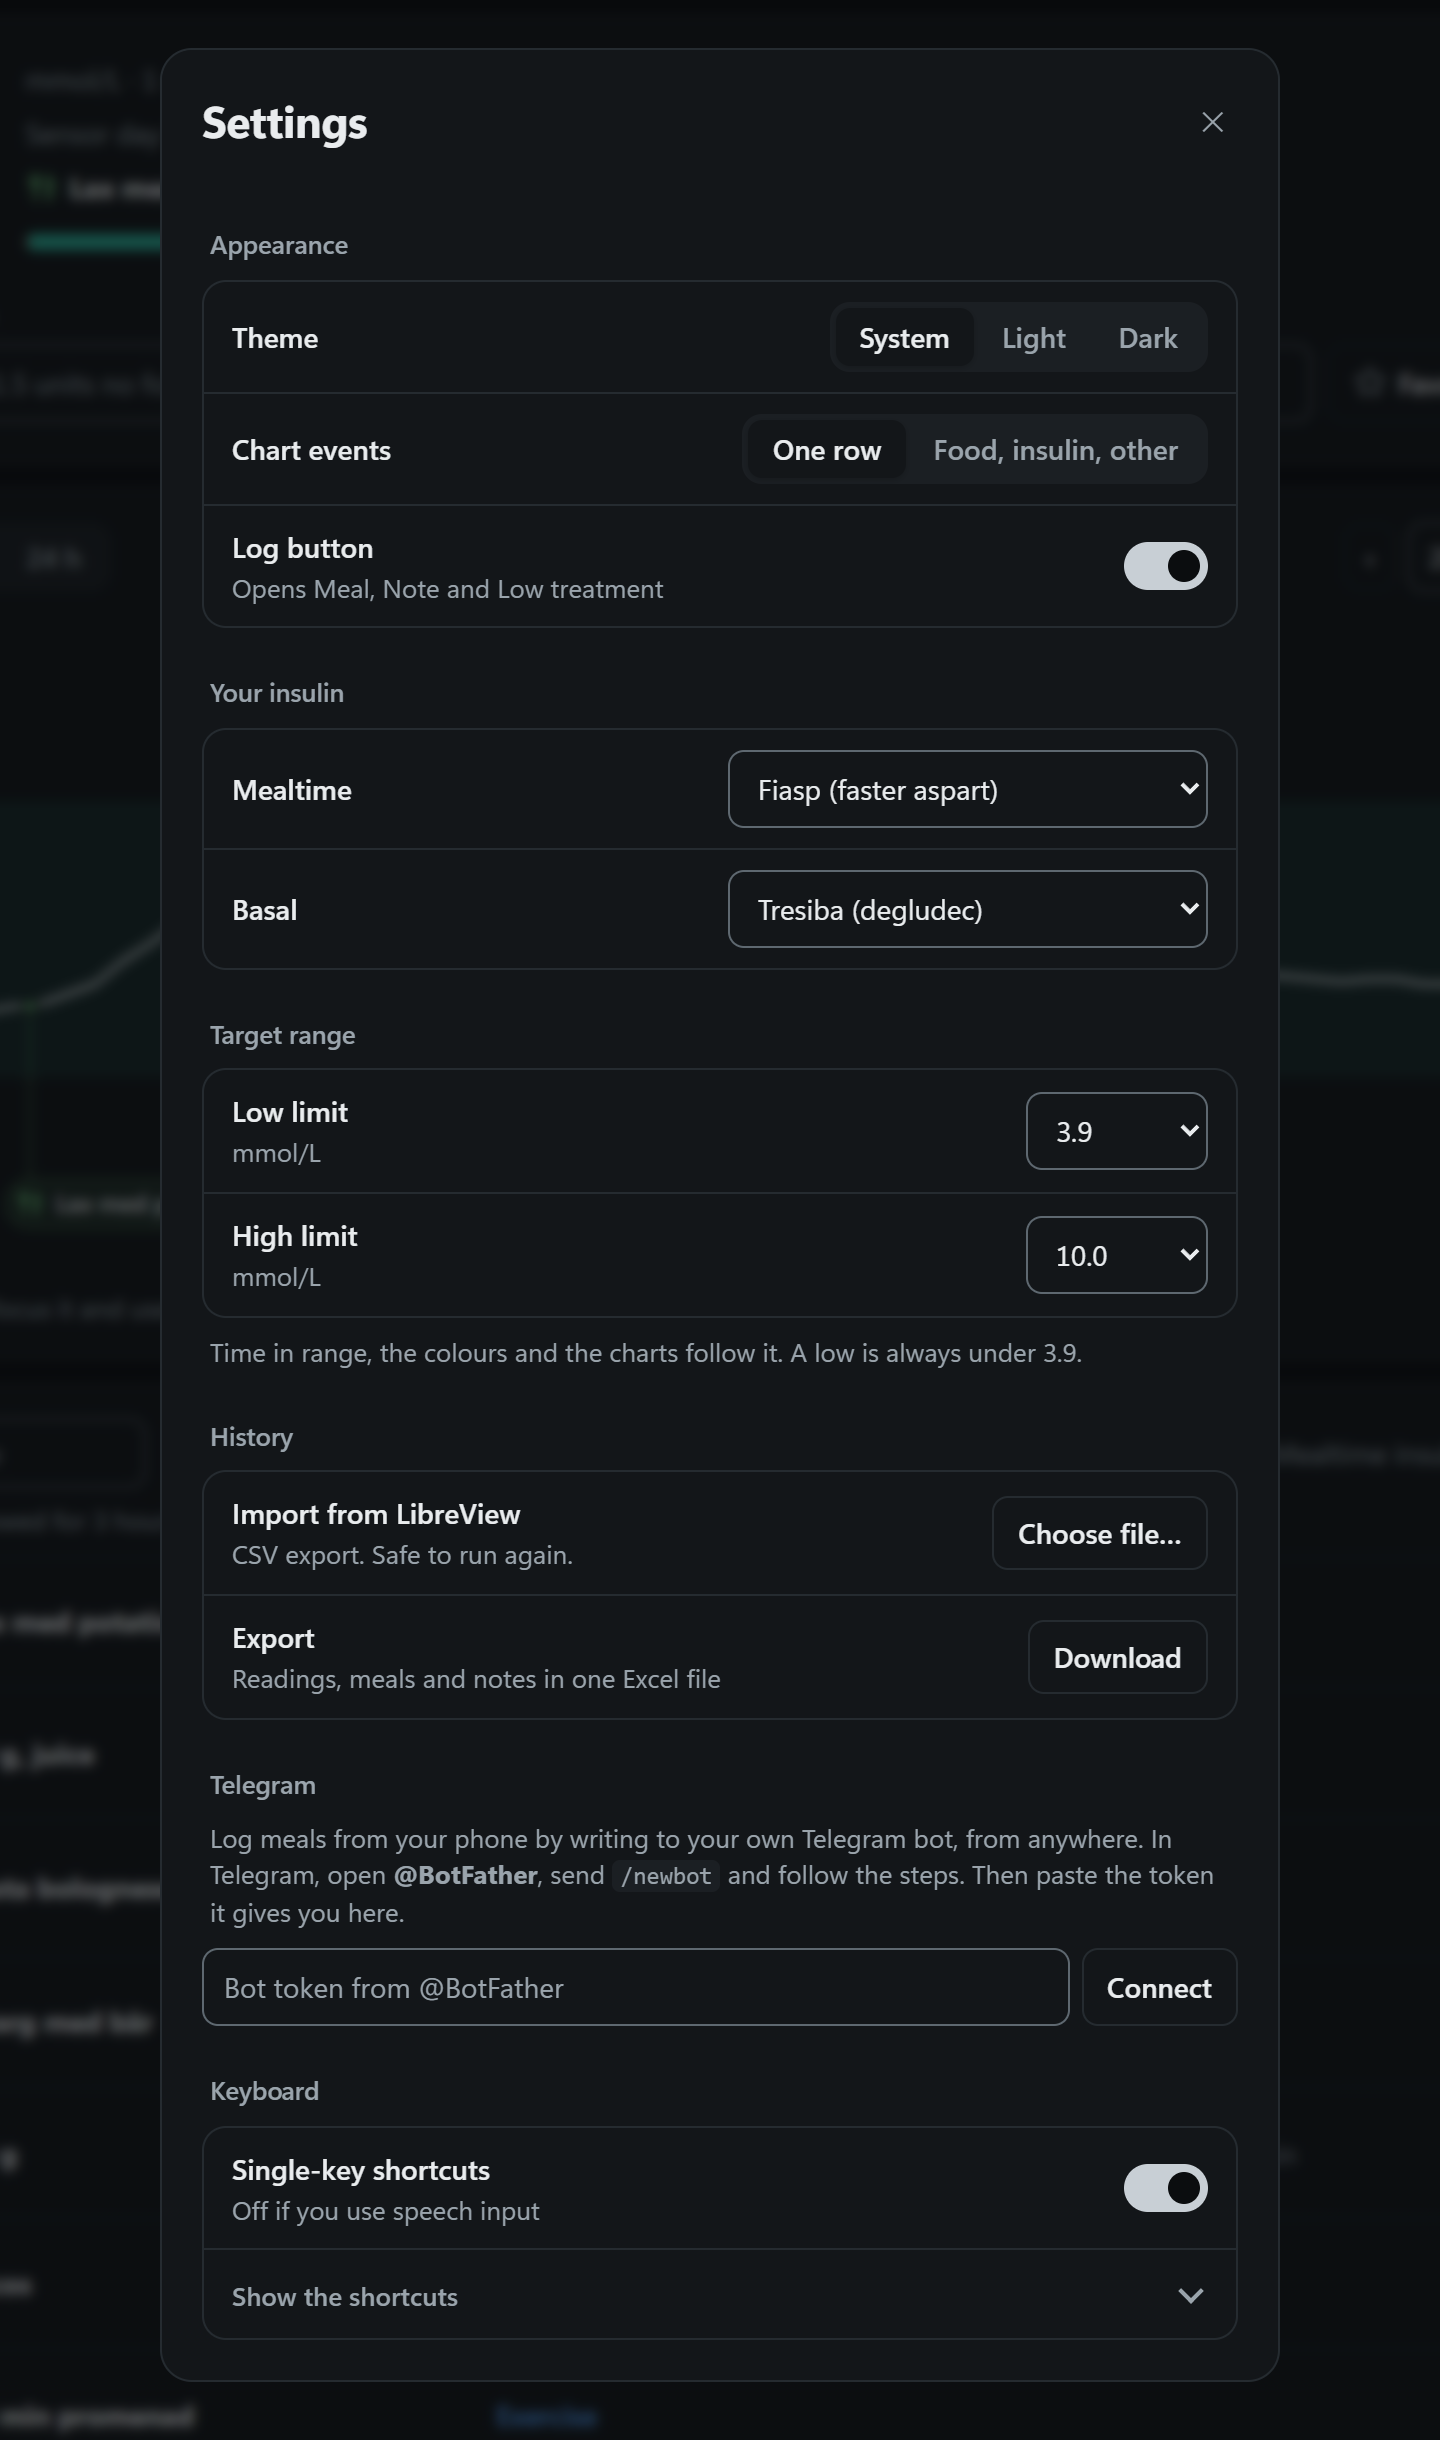 Settings
Appearance
Theme
System Light Dark
Chart events
One row Food, insulin, other
Log button
Opens Meal, Note and Low treatment
Your insulin
Mealtime
Fiasp (faster aspart)
Basal
Tresiba (degludec)
Target range
Low limit
mmol/L
3.9
High limit
mmol/L
10.0
Time in range, the colours and the charts follow it. A low is always under 3.9.
History
Import from LibreView
CSV export. Safe to run again.
Choose file...
Export
Readings, meals and notes in one Excel file
Download
Telegram
Log meals from your phone by writing to your own Telegram bot, from anywhere. In
Telegram, open @BotFather, send /newbot and follow the steps. Then paste the token
it gives you here.
Bot token from @BotFather
Connect
Keyboard
Single-key shortcuts
Off if you use speech input
Show the shortcuts
Exercise